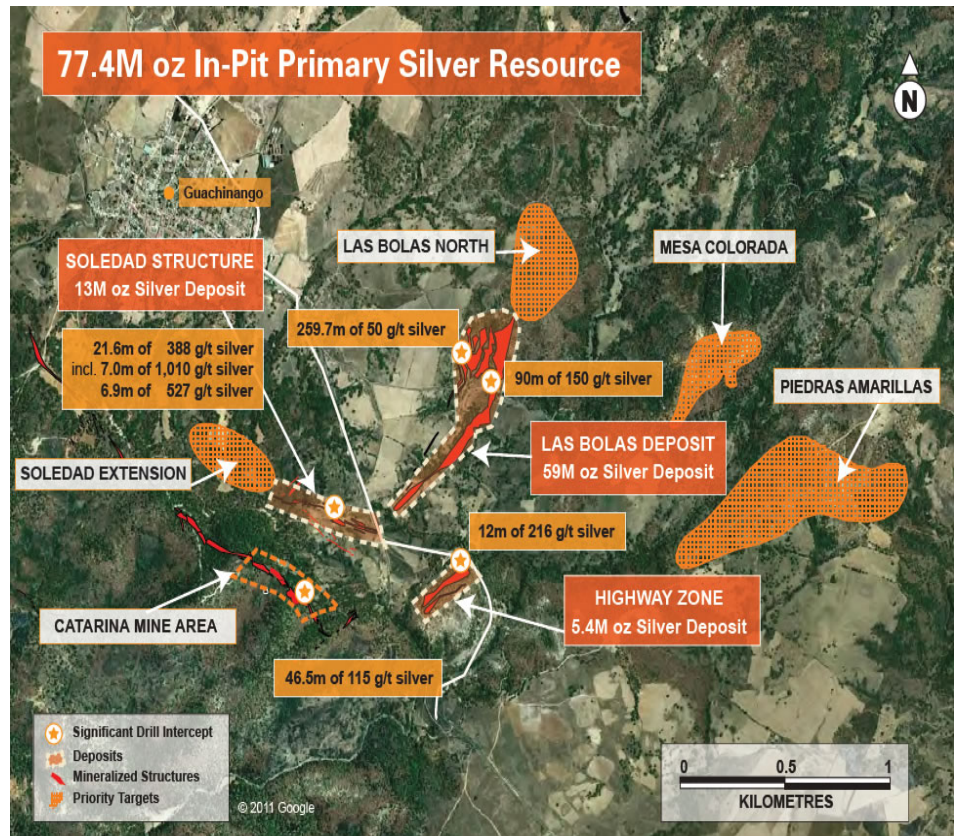 77.4M oz In-Pit Primary Silver Resource
N
Guachinango
LAS BOLAS NORTH
MESA COLORADA
SOLEDAD STRUCTURE
13M oz Silver Deposit
259.7m of 50 g/t silver
21.6m of 388 g/t silver
incl. 7.0m of 1,010 g/t silver
6.9m of 527 g/t silver
90m of 150 g/t silver
PIEDRAS AMARILLAS
LAS BOLAS DEPOSIT
59M oz Silver Deposit
SOLEDAD EXTENSION
12m of 216 g/t silver
HIGHWAY ZONE
5.4M oz Silver Deposit
CATARINA MINE AREA
46.5m of 115 g/t silver
Significant Drill Intercept
Deposits
Mineralized Structures
Priority Targets
© 2011 Google
0 0.5 1
KILOMETRES